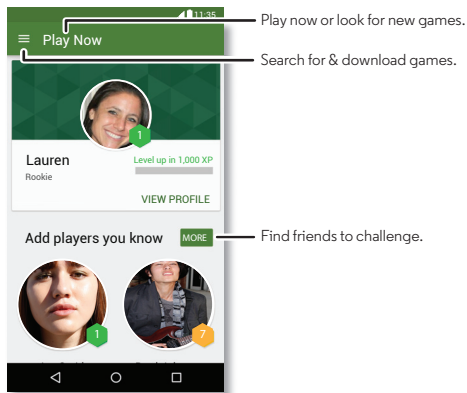 11:35
Play Now
Play now or look for new games.
Search for & download games.
1
Lauren
Level up in 1,000 XP
Rookie
VIEW PROFILE
Add players you know
MORE
Find friends to challenge.
1
7